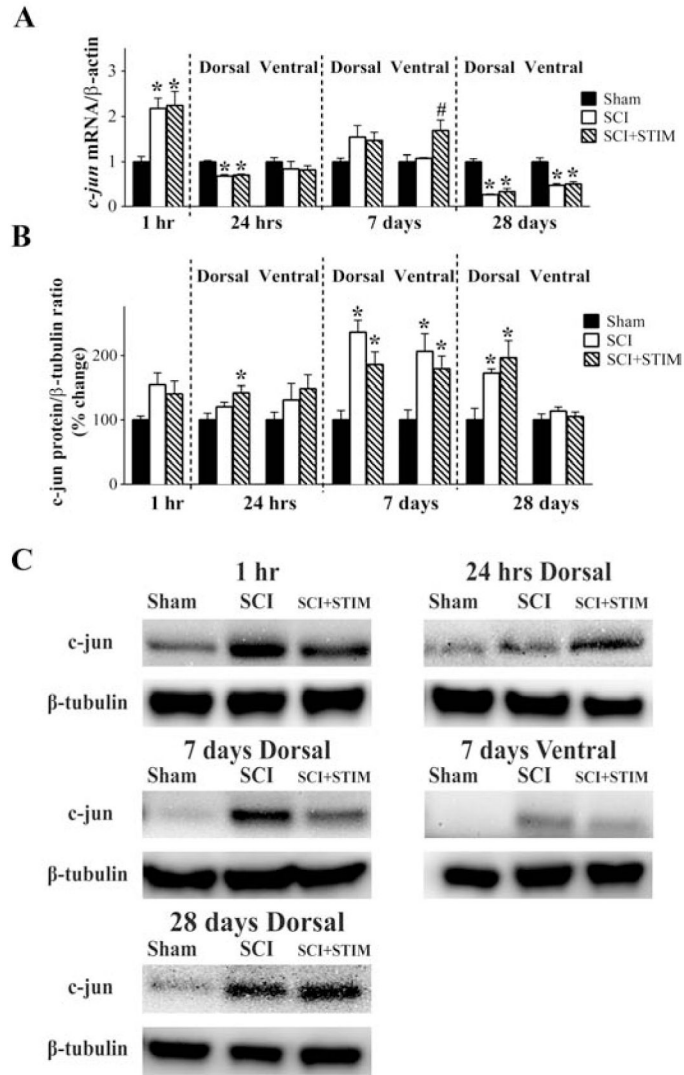 A
c-jun mRNA/β-actin
3
2
1
0
Dorsal Ventral
Dorsal Ventral
Dorsal Ventral
* *
* *
#
* *
* *
Sham
SCI
SCI+STIM
1 hr
24 hrs
7 days
28 days
B
c-jun protein/β-tubulin ratio
(% change)
200
100
0
Dorsal Ventral
Dorsal Ventral
Dorsal Ventral
*
* *
* *
* *
Sham
SCI
SCI+STIM
1 hr
24 hrs
7 days
28 days
C
1 hr
Sham SCI SCI+STIM
c-jun
β-tubulin
24 hrs Dorsal
Sham SCI SCI+STIM
7 days Dorsal
Sham SCI SCI+STIM
c-jun
β-tubulin
7 days Ventral
Sham SCI SCI+STIM
28 days Dorsal
Sham SCI SCI+STIM
c-jun
β-tubulin